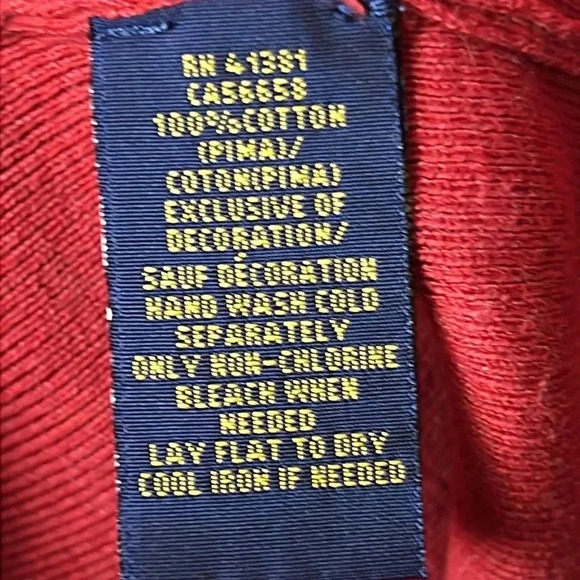 RN 41381
CA56658
100%COTTON
(PIMA)/
COTON(PIMA)
EXCLUSIVE OF
DECORATION/
SAUF DÉCORATION
HAND WASH COLD
SEPARATELY
ONLY NON-CHLORINE
BLEACH WHEN
NEEDED
LAY FLAT TO DRY
COOL IRON IF NEEDED